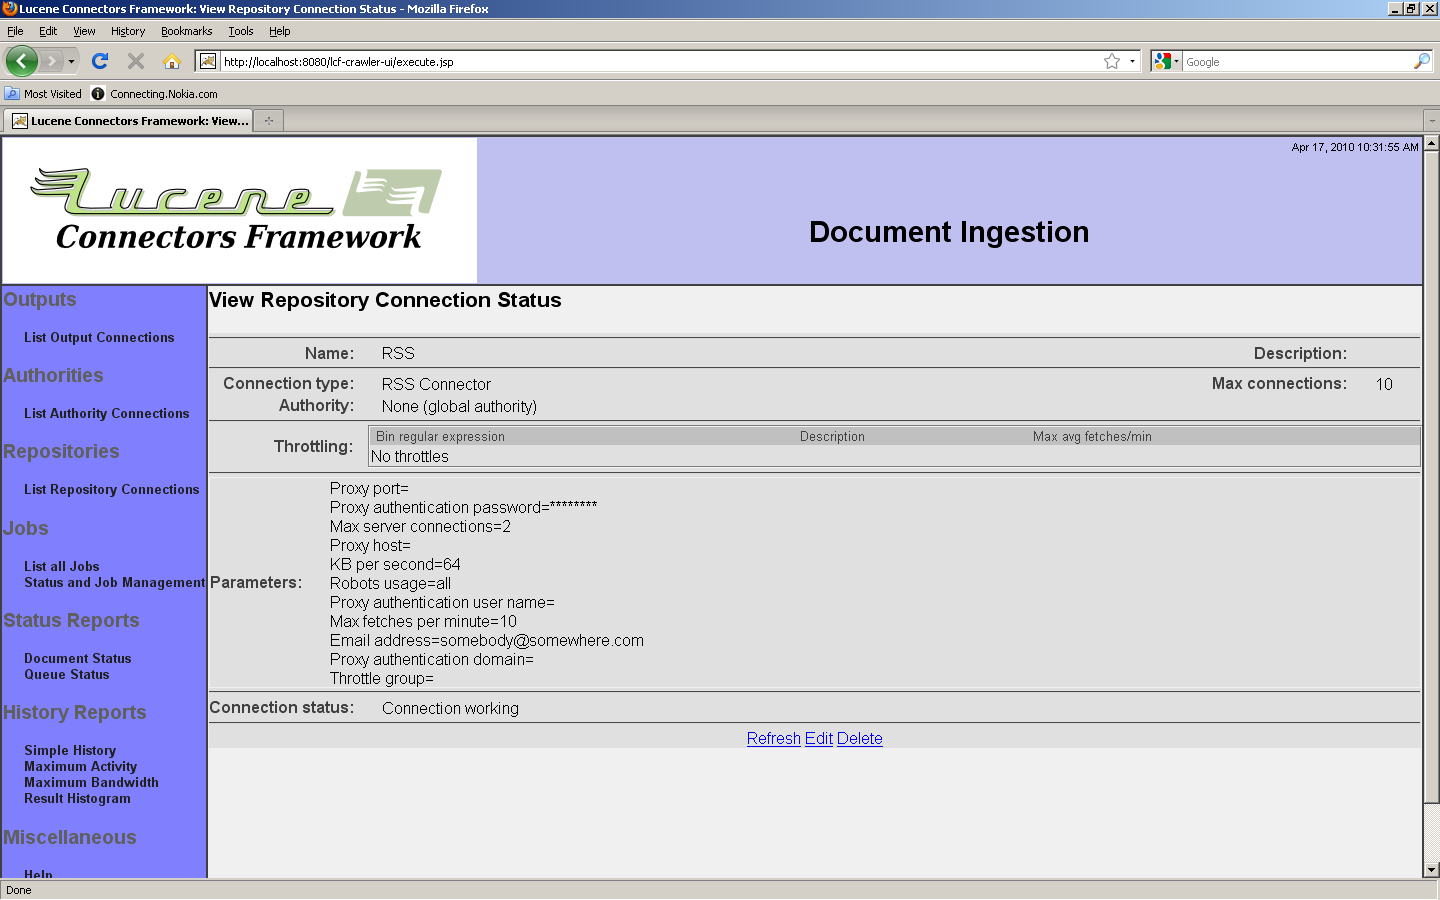 Lucene Connectors Framework: View Repository Connection Status - Mozilla Firefox
File Edit View History Bookmarks Tools Help
http://localhost:8080/lcf-crawler-ui/execute.jsp
Google
Most Visited Connecting.Nokia.com
Lucene Connectors Framework: View...
Apr 17, 2010 10:31:55 AM
Lucene
Connectors Framework
Document Ingestion
Outputs
List Output Connections
Authorities
List Authority Connections
Repositories
List Repository Connections
Jobs
List all Jobs
Status and Job Management
Status Reports
Document Status
Queue Status
History Reports
Simple History
Maximum Activity
Maximum Bandwidth
Result Histogram
Miscellaneous
Help
View Repository Connection Status
Name: RSS Description:
Connection type: RSS Connector Max connections: 10
Authority: None (global authority)
Throttling:
Bin regular expression Description Max avg fetches/min
No throttles
Parameters:
Proxy port=
Proxy authentication password=********
Max server connections=2
Proxy host=
KB per second=64
Robots usage=all
Proxy authentication user name=
Max fetches per minute=10
Email address=somebody@somewhere.com
Proxy authentication domain=
Throttle group=
Connection status: Connection working
Refresh Edit Delete
Done